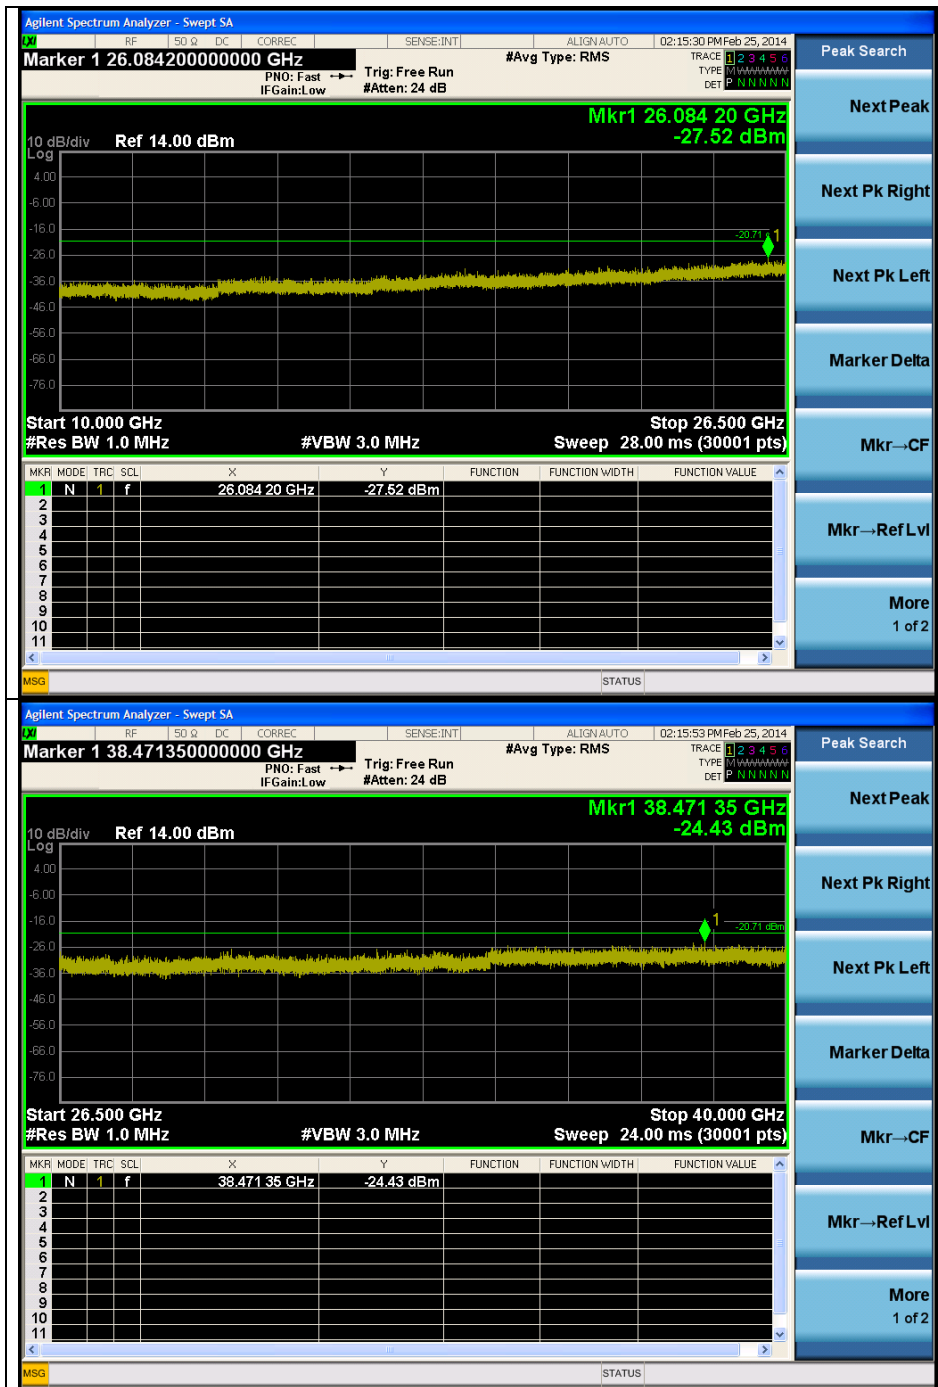 Agilent Spectrum Analyzer - Swept SA
LXI RF 50 Ω DC CORREC SENSE:INT ALIGN AUTO 02:15:30 PM Feb 25, 2014
Marker 1 26.084200000000 GHz #Avg Type: RMS TRACE 1 2 3 4 5 6
PNO: Fast Trig: Free Run TYPE M WWWWW
IFGain:Low #Atten: 24 dB DET P N N N N N
Peak Search
Next Peak
Next Pk Right
Next Pk Left
Marker Delta
Mkr→CF
Mkr→Ref Lvl
More
1 of 2
Mkr1 26.084 20 GHz
10 dB/div Ref 14.00 dBm -27.52 dBm
Log
4.00
-6.00
-16.0
-20.71
1
-26.0
-36.0
-46.0
-56.0
-66.0
-76.0
Start 10.000 GHz Stop 26.500 GHz
#Res BW 1.0 MHz #VBW 3.0 MHz Sweep 28.00 ms (30001 pts)
MKR MODE TRC SCL X Y FUNCTION FUNCTION WIDTH FUNCTION VALUE
1 N 1 f 26.084 20 GHz -27.52 dBm
2
3
4
5
6
7
8
9
10
11
MSG STATUS
Agilent Spectrum Analyzer - Swept SA
LXI RF 50 Ω DC CORREC SENSE:INT ALIGN AUTO 02:15:53 PM Feb 25, 2014
Marker 1 38.471350000000 GHz #Avg Type: RMS TRACE 1 2 3 4 5 6
PNO: Fast Trig: Free Run TYPE M WWWWW
IFGain:Low #Atten: 24 dB DET P N N N N N
Peak Search
Next Peak
Next Pk Right
Next Pk Left
Marker Delta
Mkr→CF
Mkr→Ref Lvl
More
1 of 2
Mkr1 38.471 35 GHz
10 dB/div Ref 14.00 dBm -24.43 dBm
Log
4.00
-6.00
-16.0
1
-20.71 dBm
-26.0
-36.0
-46.0
-56.0
-66.0
-76.0
Start 26.500 GHz Stop 40.000 GHz
#Res BW 1.0 MHz #VBW 3.0 MHz Sweep 24.00 ms (30001 pts)
MKR MODE TRC SCL X Y FUNCTION FUNCTION WIDTH FUNCTION VALUE
1 N 1 f 38.471 35 GHz -24.43 dBm
2
3
4
5
6
7
8
9
10
11
MSG STATUS